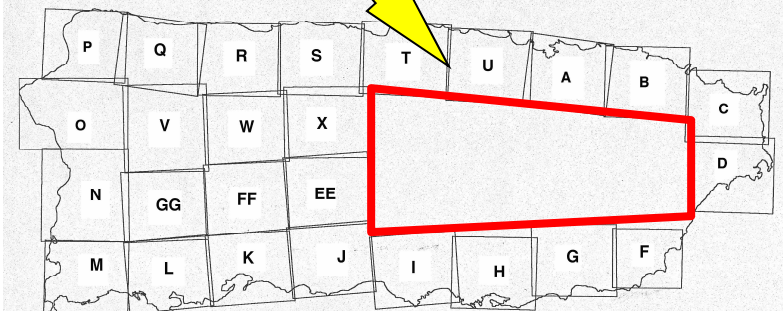 P Q R S T U A B
C
O V W X
D
N GG FF EE
M L K J I H G F